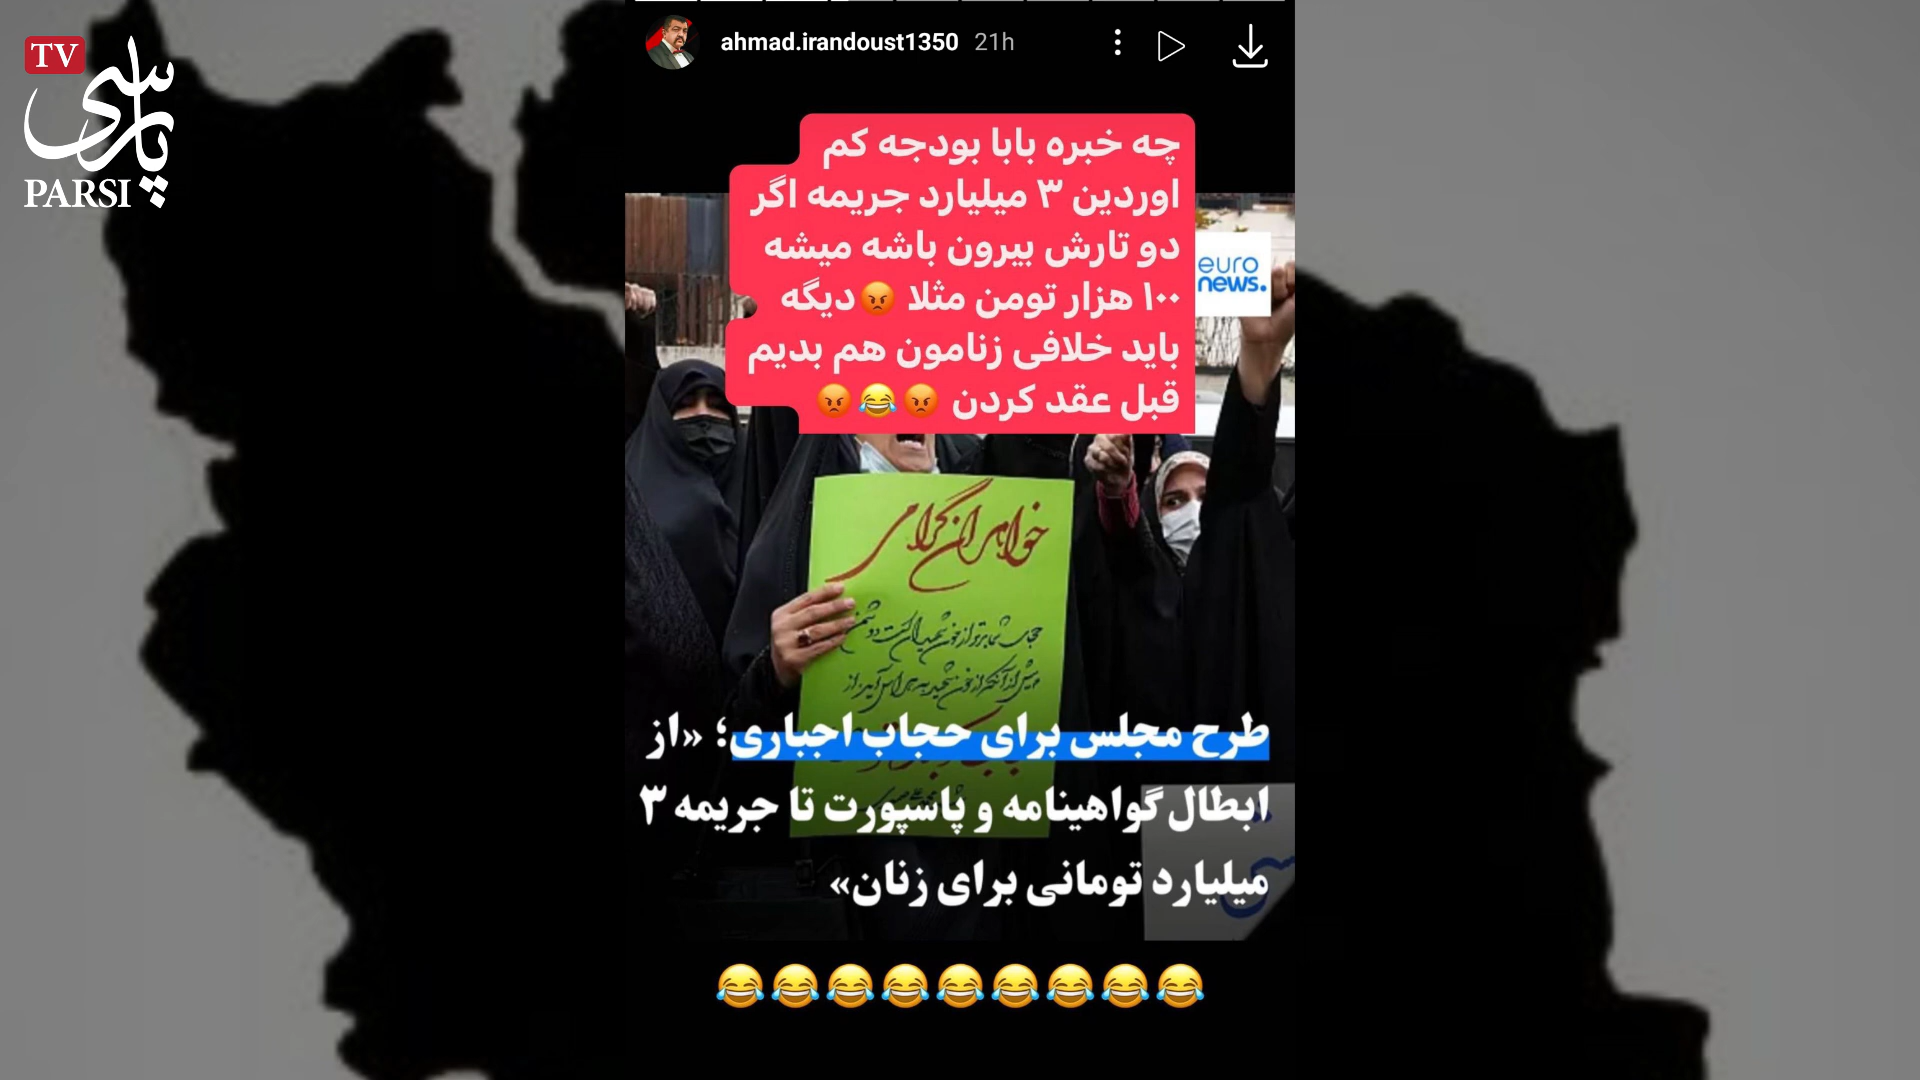 TV
پارسی
PARSI
ahmad.irandoust1350 21h
چه خبره بابا بودجه کم
اوردین ۳ میلیارد جریمه اگر
دو تارش بیرون باشه میشه
۱۰۰ هزار تومن مثلا 😡دیگه
باید خلافی زنامون هم بدیم
قبل عقد کردن 😡😂😡
euro
news.
خواهران گرامی
طرح مجلس برای حجاب اجباری؛ «از
ابطال گواهینامه و پاسپورت تا جریمه ۳
میلیارد تومانی برای زنان»
😂😂😂😂😂😂😂😂😂